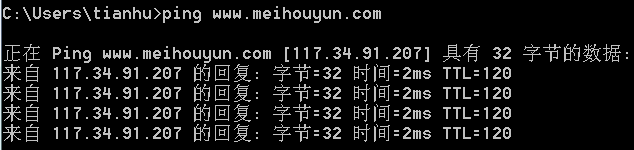 C:\Users\tianhu>ping www.meihouyun.com
正在 Ping www.meihouyun.com [117.34.91.207] 具有 32 字节的数据:
来自 117.34.91.207 的回复: 字节=32 时间=2ms TTL=120
来自 117.34.91.207 的回复: 字节=32 时间=2ms TTL=120
来自 117.34.91.207 的回复: 字节=32 时间=2ms TTL=120
来自 117.34.91.207 的回复: 字节=32 时间=2ms TTL=120